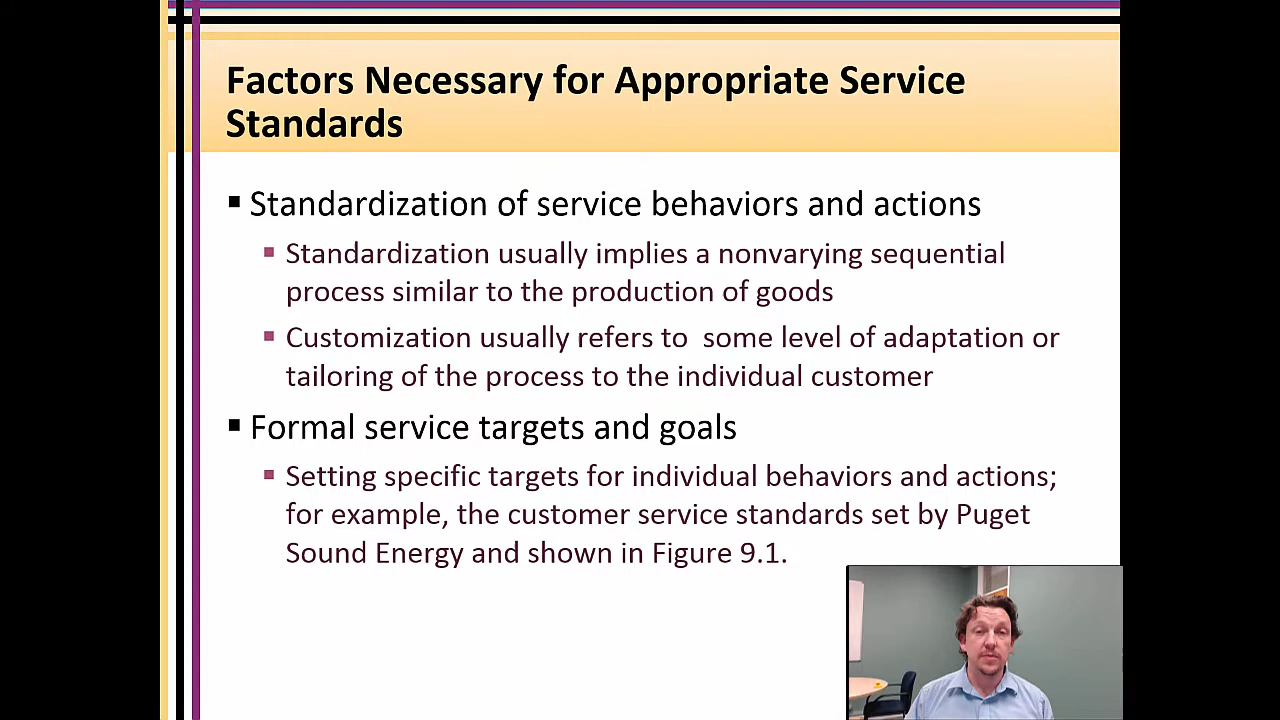 Factors Necessary for Appropriate Service
Standards
▪ Standardization of service behaviors and actions
▪ Standardization usually implies a nonvarying sequential
process similar to the production of goods
▪ Customization usually refers to  some level of adaptation or
tailoring of the process to the individual customer
▪ Formal service targets and goals
▪ Setting specific targets for individual behaviors and actions;
for example, the customer service standards set by Puget
Sound Energy and shown in Figure 9.1.